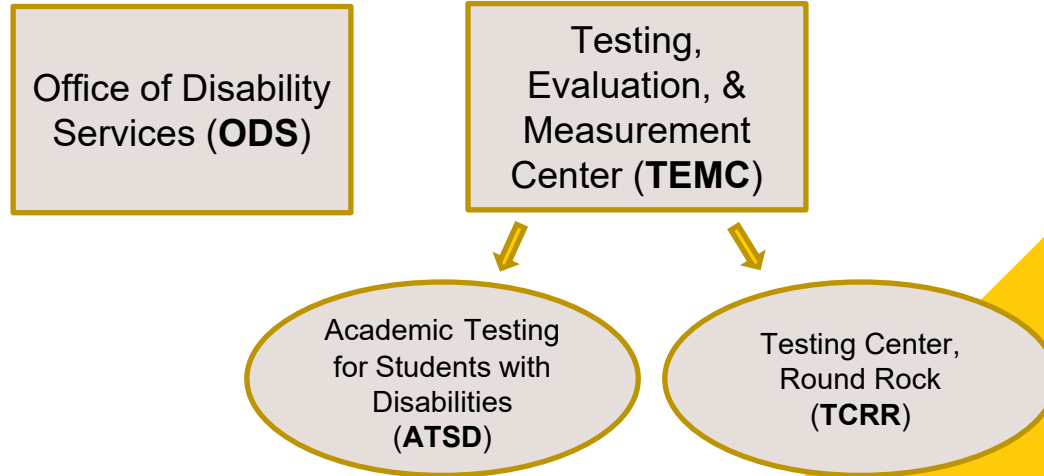 Office of Disability
Services (ODS)
Testing,
Evaluation, &
Measurement
Center (TEMC)
Academic Testing
for Students with
Disabilities
(ATSD)
Testing Center,
Round Rock
(TCRR)